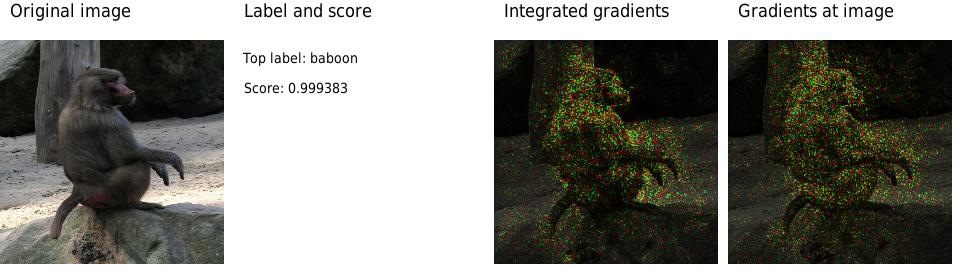 Original image
Label and score
Integrated gradients
Gradients at image
Top label: baboon
Score: 0.999383